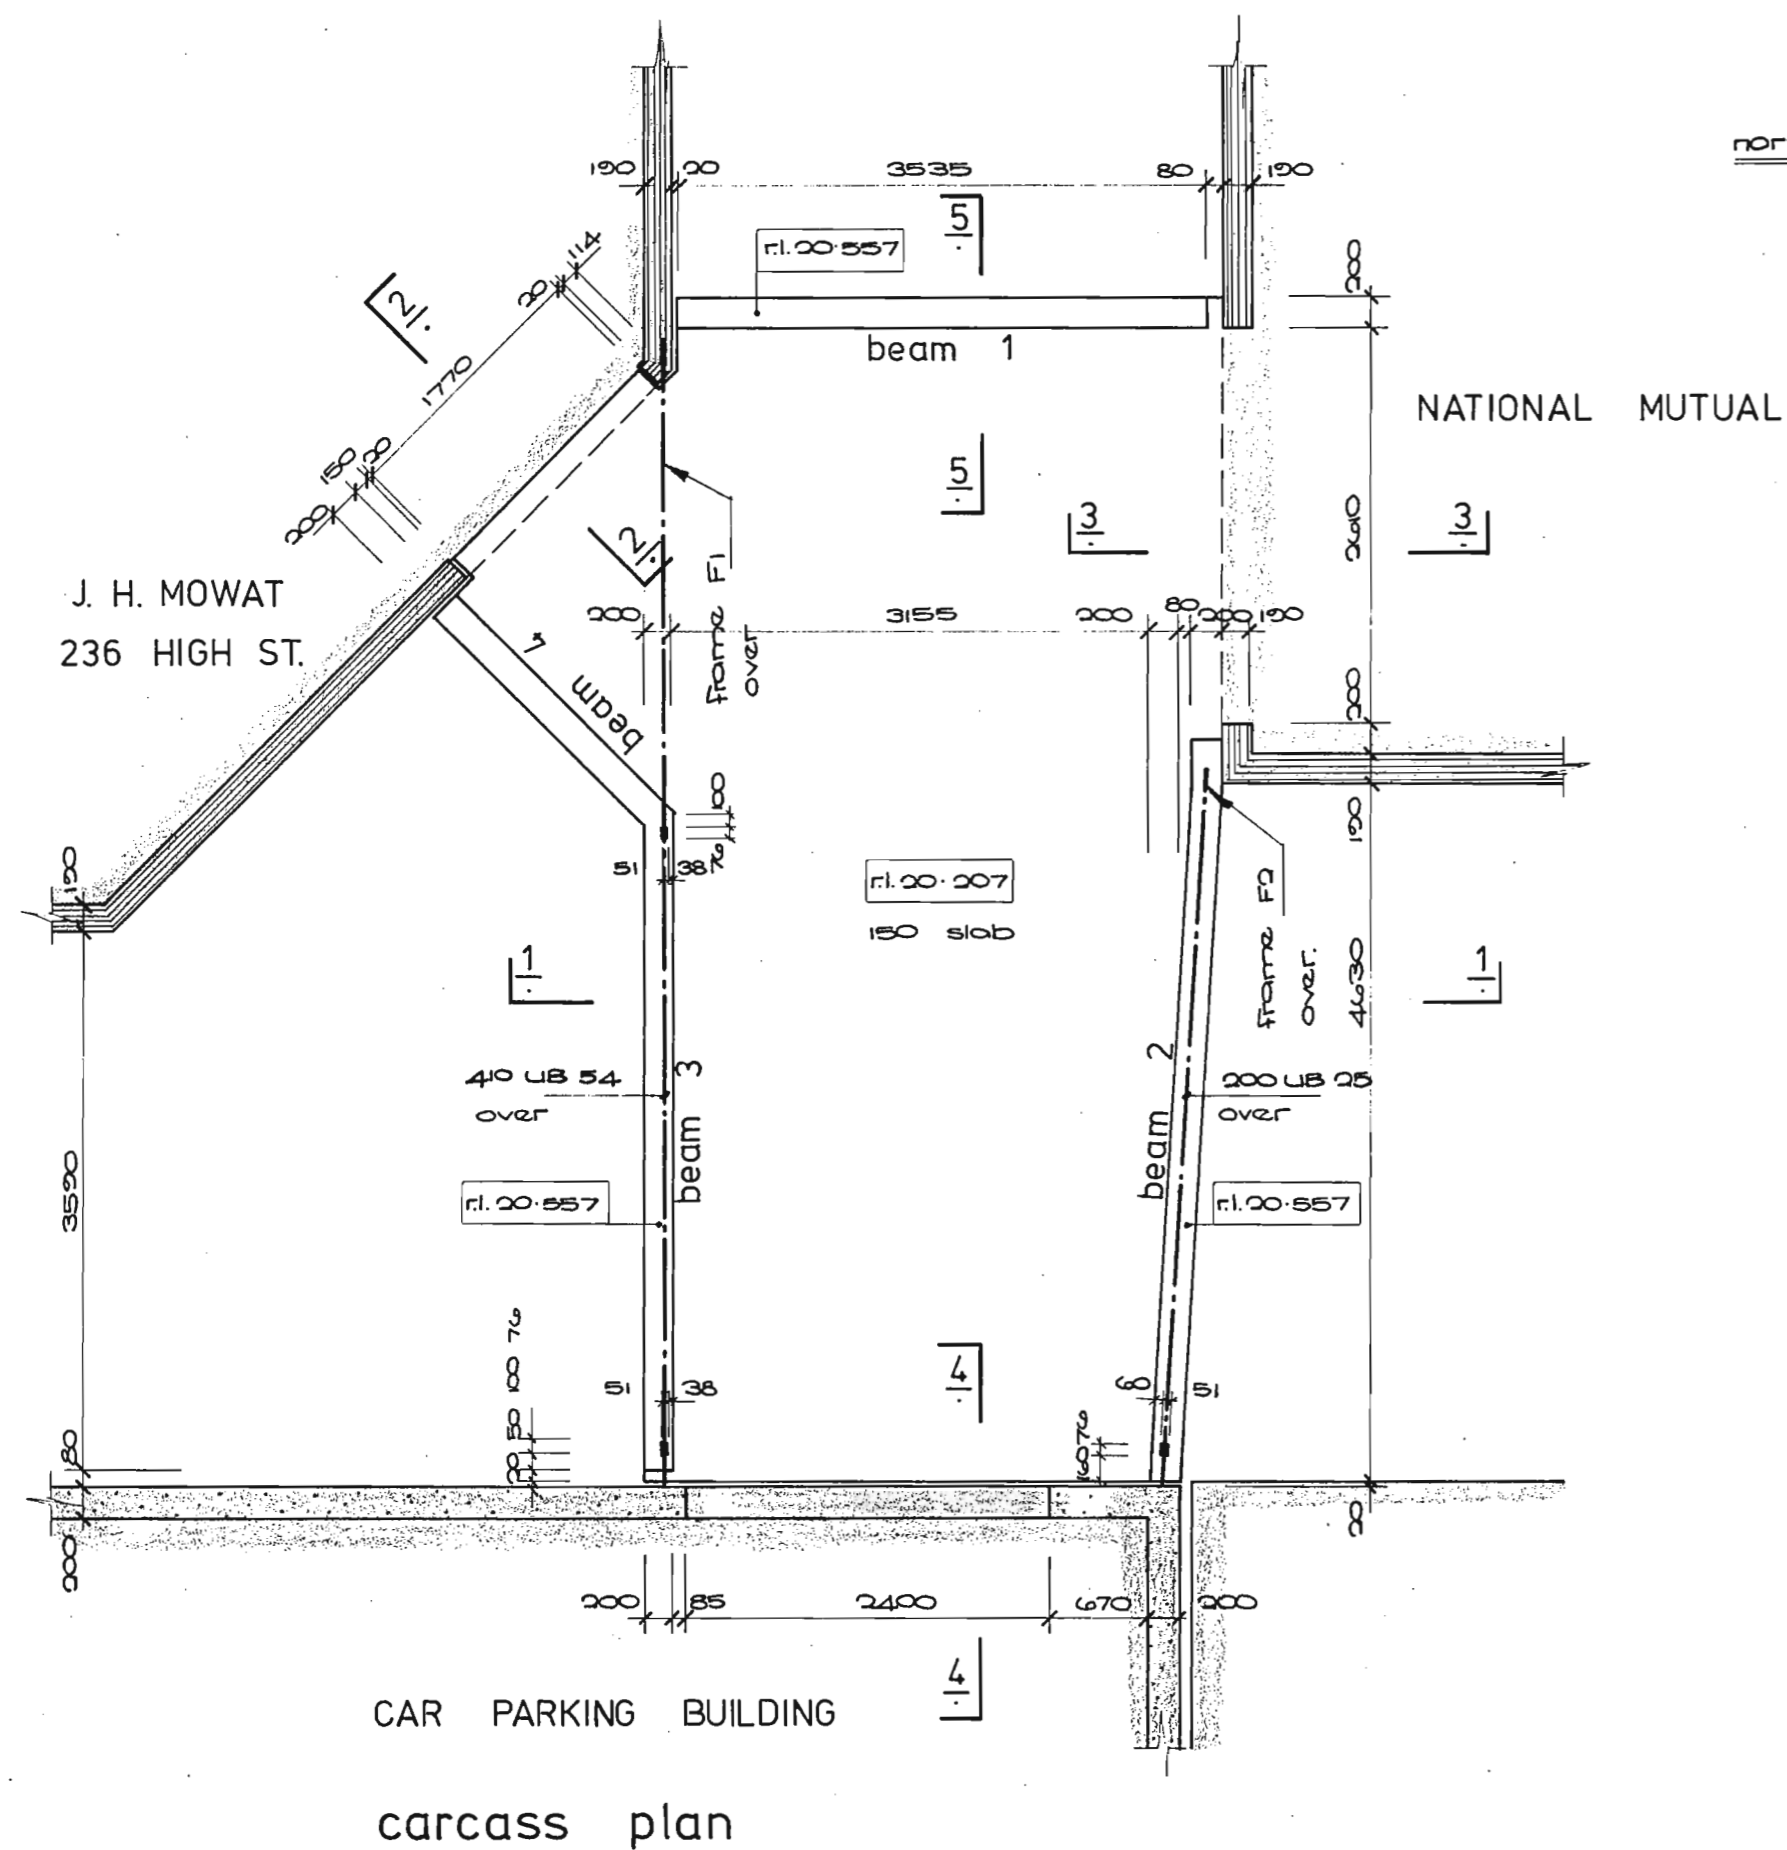 nor
190 20 3535 80 190
5
r.l. 20.557
200
114
20
2
1770
beam 1
NATIONAL MUTUAL
150 20
200
5
3 3
2610
2
frame F1
over
J. H. MOWAT
236 HIGH ST.
200 3155 200 80 200 190
beam 4
200
100
76
190
51 38
r.l. 20.207
150 slab
190
frame F2
over.
1 1
4630
410 UB 54
over
beam 3
beam 2
200 UB 25
over
3590
r.l. 20.557
r.l. 20.557
4
51 38
60 51
20 50 100 76
160 76
80
20
200
200 85 2400 670 200
4
CAR PARKING BUILDING
carcass plan